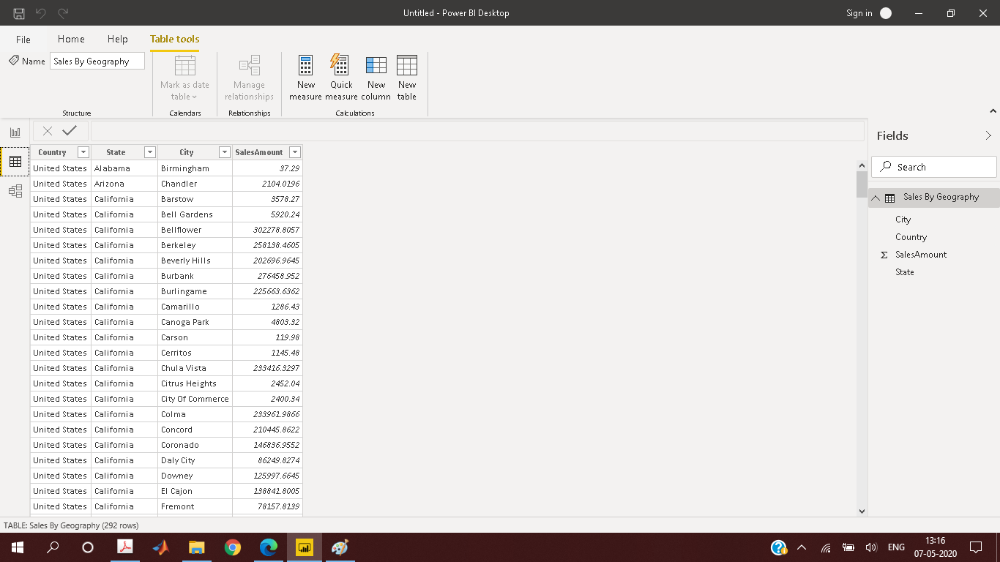 Untitled - Power BI Desktop
Sign in
File Home Help Table tools
Name Sales By Geography
Mark as date table
Manage relationships
New measure
Quick measure
New column
New table
Structure Calendars Relationships Calculations
Fields
Search
Sales By Geography
City
Country
Σ SalesAmount
State
Country State City SalesAmount
United States Alabama Birmingham 37.29
United States Arizona Chandler 2104.0196
United States California Barstow 3578.27
United States California Bell Gardens 5920.24
United States California Bellflower 302278.8057
United States California Berkeley 258138.4605
United States California Beverly Hills 202696.9645
United States California Burbank 276458.952
United States California Burlingame 225663.6362
United States California Camarillo 1286.43
United States California Canoga Park 4803.32
United States California Carson 119.98
United States California Cerritos 1145.48
United States California Chula Vista 233416.3297
United States California Citrus Heights 2452.04
United States California City Of Commerce 2400.34
United States California Colma 233961.9866
United States California Concord 210445.8622
United States California Coronado 146836.9552
United States California Daly City 86249.8274
United States California Downey 125997.6645
United States California El Cajon 138841.8005
United States California Fremont 78157.8139
TABLE: Sales By Geography (292 rows)
ENG
13:16
07-05-2020